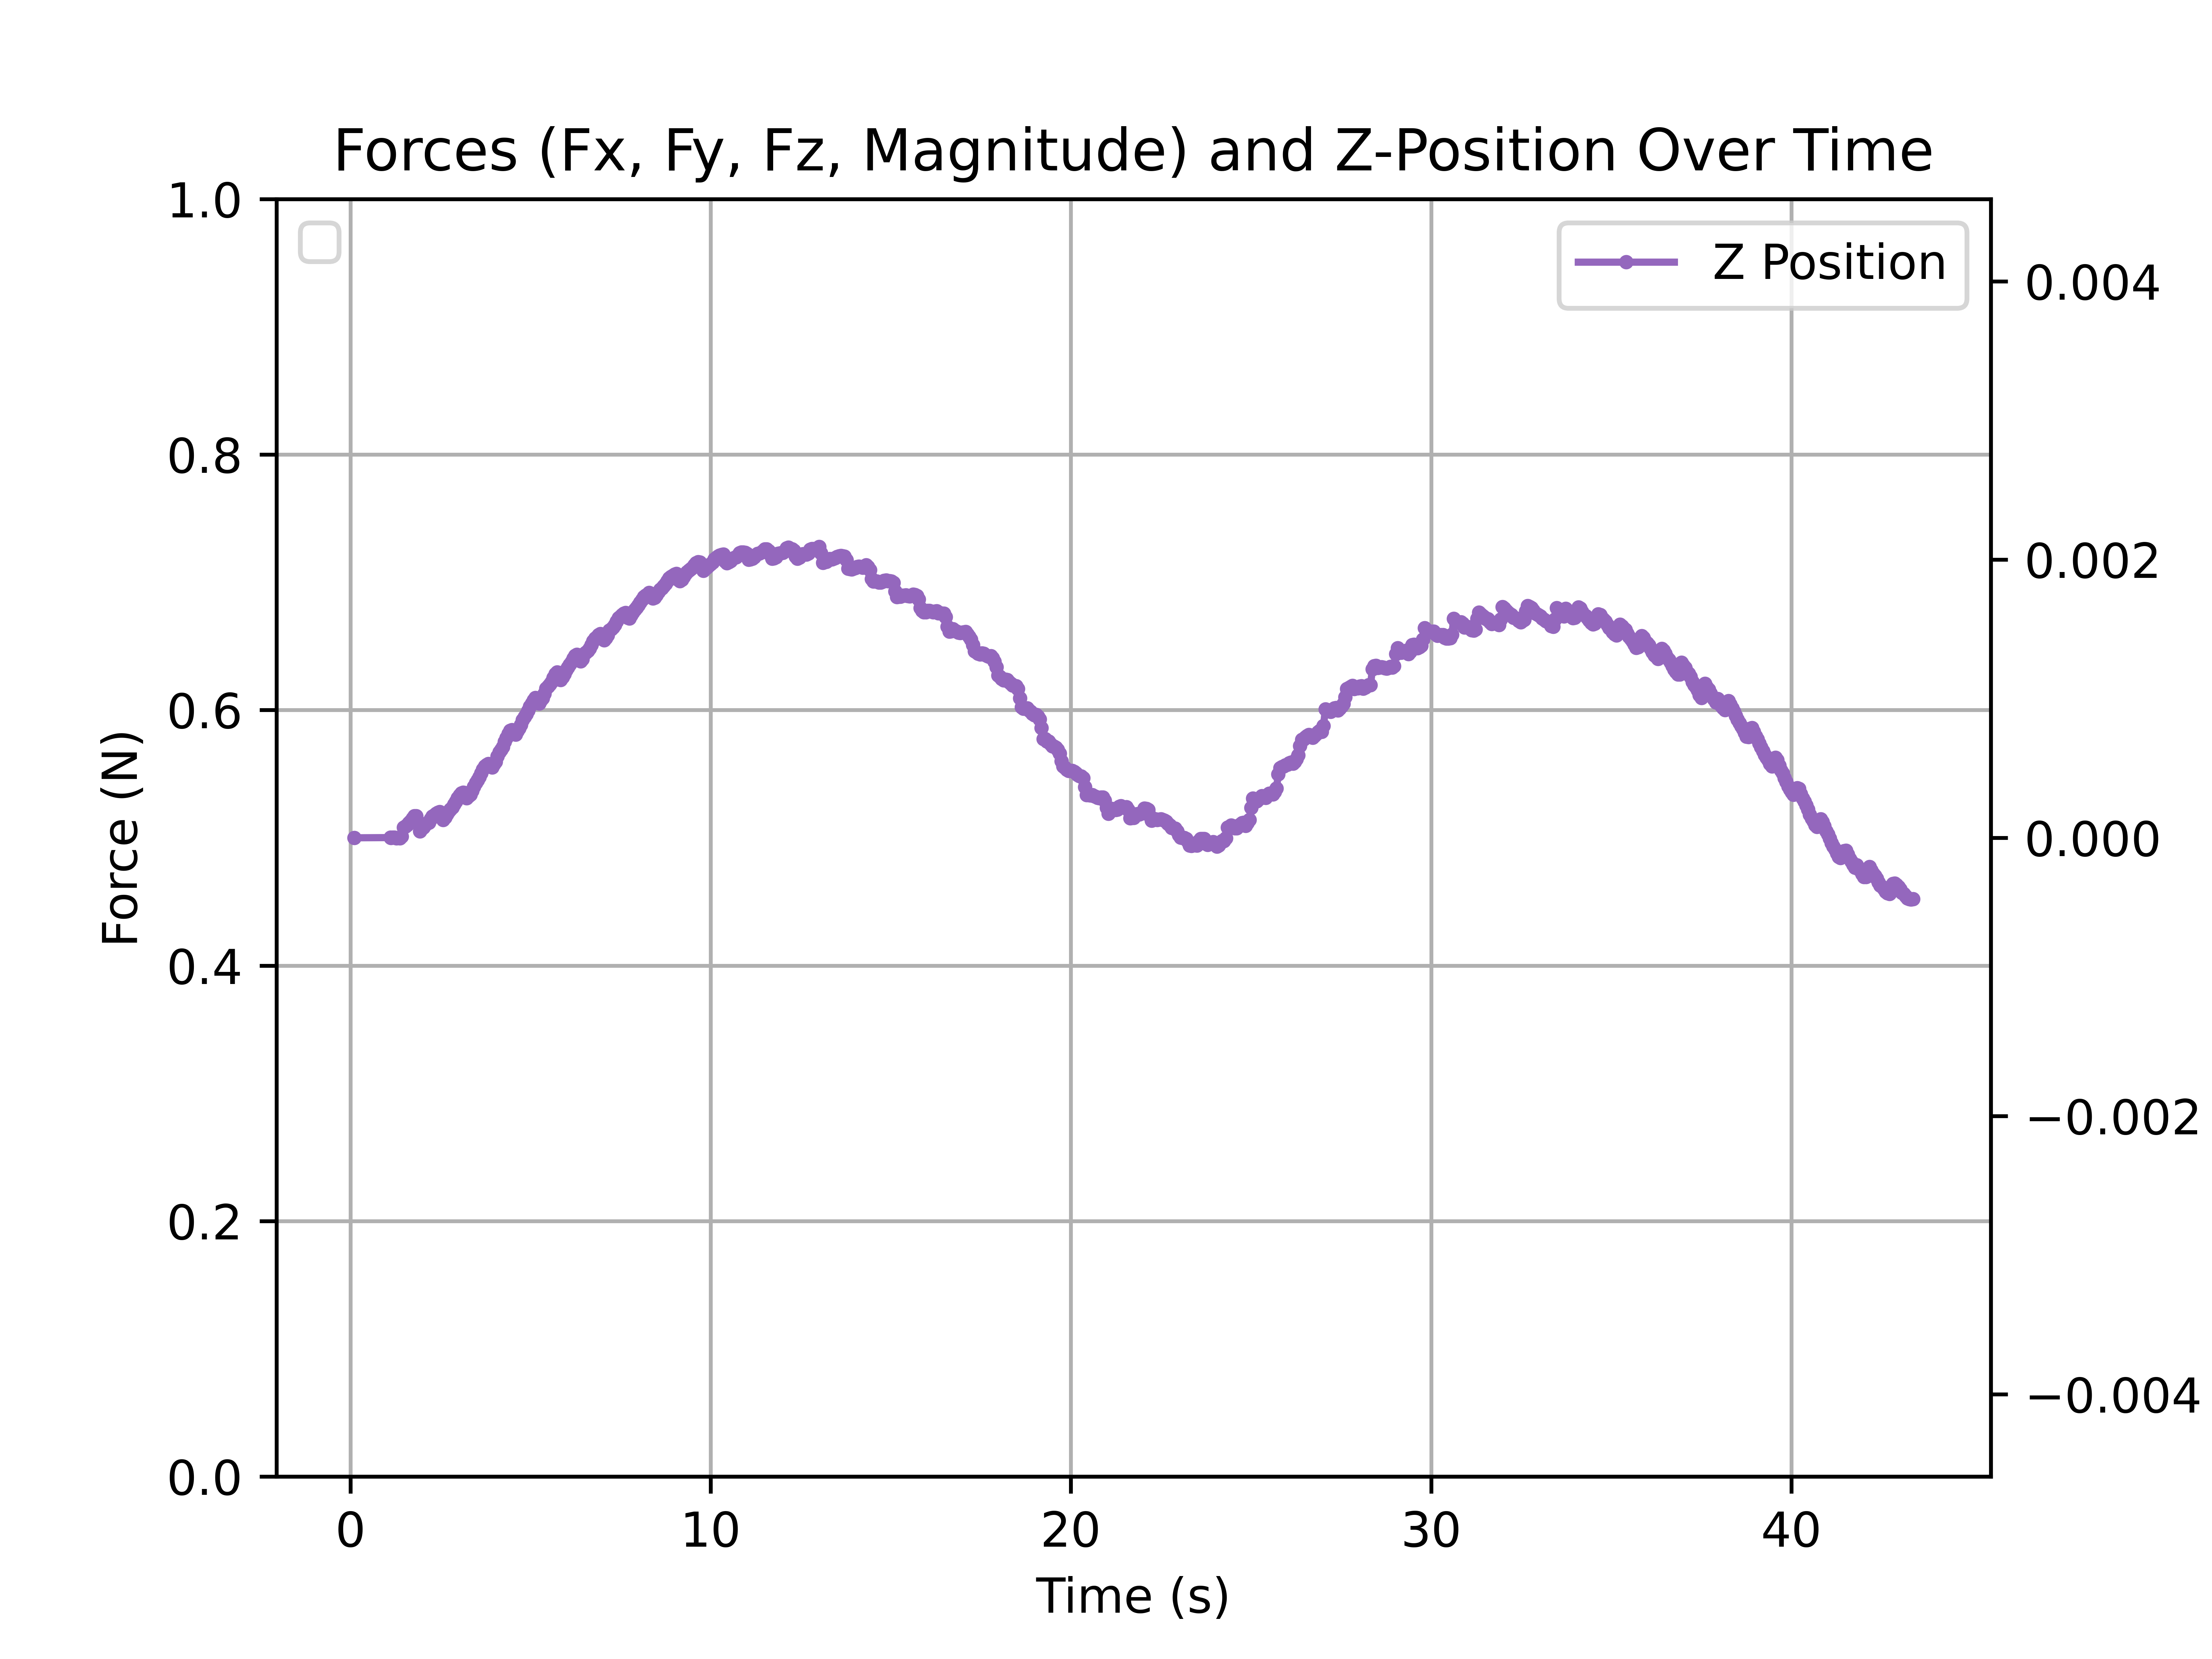 Forces (Fx, Fy, Fz, Magnitude) and Z-Position Over Time
Z Position
1.0
0.8
0.6
0.4
0.2
0.0
Force (N)
0.004
0.002
0.000
−0.002
−0.004
0 10 20 30 40
Time (s)